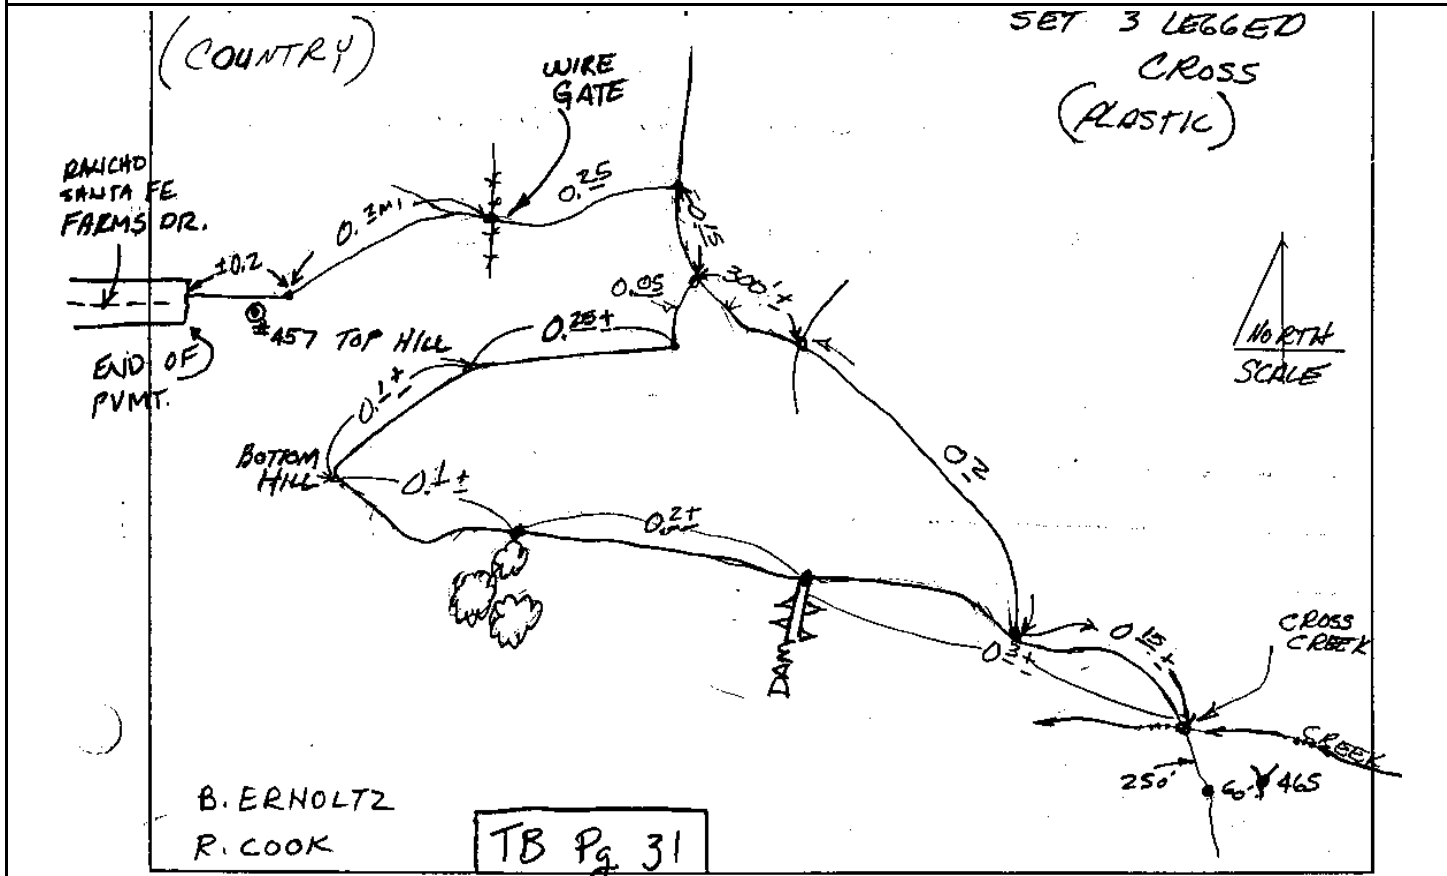 (COUNTRY)
SET 3 LEGGED
CROSS
(PLASTIC)
WIRE
GATE
RANCHO
SANTA FE
FARMS DR.
±0.2
0.25
0.15
300'±
0.05
0.25±
#457 TOP HILL
END OF
PVMT.
0.1±
NORTH
SCALE
BOTTOM
HILL
0.1±
0.2
0.2±
DAM
0.3±
0.15±
CROSS
CREEK
CREEK
250'
60' 465
B. ERNOLTZ
R. COOK
TB Pg 31